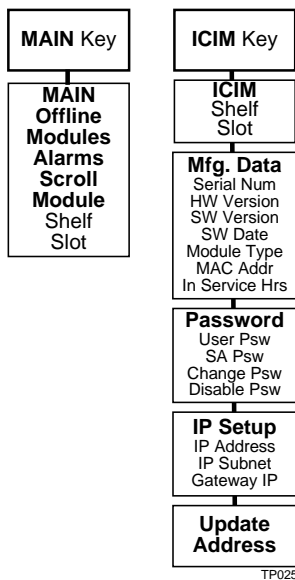 MAIN Key
MAIN
Offline
Modules
Alarms
Scroll
Module
Shelf
Slot
ICIM Key
ICIM
Shelf
Slot
Mfg. Data
Serial Num
HW Version
SW Version
SW Date
Module Type
MAC Addr
In Service Hrs
Password
User Psw
SA Psw
Change Psw
Disable Psw
IP Setup
IP Address
IP Subnet
Gateway IP
Update
Address
TP025